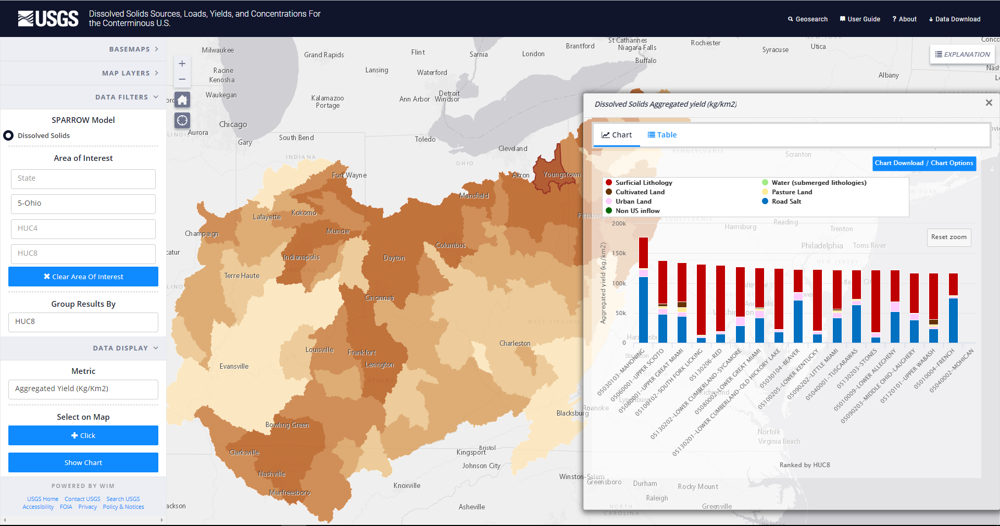 USGS
Dissolved Solids Sources, Loads, Yields, and Concentrations For
the Conterminous U.S.
Geosearch
User Guide
? About
Data Download
BASEMAPS
MAP LAYERS
DATA FILTERS
SPARROW Model
Dissolved Solids
Area of Interest
State
5-Ohio
HUC4
HUC8
Clear Area Of Interest
Group Results By
HUC8
DATA DISPLAY
Metric
Aggregated Yield (Kg/Km2)
Select on Map
Click
Show Chart
POWERED BY WIM
USGS Home Contact USGS Search USGS
Accessibility FOIA Privacy Policy & Notices
EXPLANATION
Milwaukee
Racine
Kenosha
Waukegan
Chicago
Aurora
Gary
Grand Rapids
Lansing
Flint
Waterford
Sarnia
London
Brantford
St Catharines
Niagara Falls
Buffalo
Rochester
Syracuse
Utica
Albany
Kalamazoo
Portage
Ann Arbor
Detroit
Windsor
South Bend
Toledo
Cleveland
INDIANA
OHIO
Fort Wayne
Akron
Youngstown
Mansfield
Lafayette
Kokomo
Muncie
Champaign
Indianapolis
INDIANA
Dayton
Columbus
OHIO
Terre Haute
Cincinnati
WEST VIRGINIA
Charleston
Louisville
Frankfort
Lexington
Evansville
Bowling Green
Clarksville
Nashville
Murfreesboro
Blacksburg
Roanoke
Bristol
Kingsport
Johnson City
Knoxville
Asheville
Winston-Salem
Greensboro
Durham
Raleigh
Rocky Mount
Greenville
NORTH
CAROLINA
Dissolved Solids Aggregated yield (kg/km2)
Chart
Table
PENNSYLVANIA
Scranton
Chart Download / Chart Options
Surficial Lithology
Cultivated Land
Urban Land
Non US inflow
Water (submerged lithologies)
Pasture Land
Road Salt
PENNSYLVANIA
Harrisburg
Reading
Trenton
Philadelphia
Toms River
NEW JERSEY
Richmond
Norfolk
Virginia Beach
Reset zoom
Aggregated yield (kg/km2)
200k
150k
100k
50k
0
05030103-MAHONING
05060001-UPPER SCIOTO
05080001-UPPER GREAT MIAMI
05100102-SOUTH FORK LICKING
05130206-RED
05130202-LOWER CUMBERLAND-SYCAMORE
05080002-LOWER GREAT MIAMI
05130201-LOWER CUMBERLAND-OLD HICKORY LAKE
05030104-BEAVER
05100205-LOWER KENTUCKY
05090202-LITTLE MIAMI
05040001-TUSCARAWAS
05130203-STONES
05010009-LOWER ALLEGHENY
05090203-MIDDLE OHIO-LAUGHERY
05120101-UPPER WABASH
05010004-FRENCH
05040002-MOHICAN
Ranked by HUC8